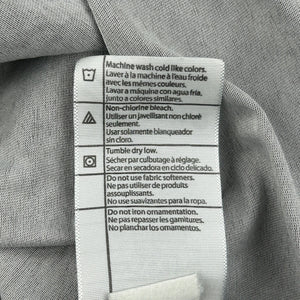 Machine wash cold like colors.
Laver à la machine à l'eau froide
avec les mêmes couleurs.
Lavar a máquina con agua fría,
junto a colores similares.
Non-chlorine bleach.
Utiliser un javellisant non chloré
seulement.
Usar solamente blanqueador
sin cloro.
Tumble dry low.
Sécher par culbutage à réglage.
Secar en secadora en ciclo delicado.
Do not use fabric softeners.
Ne pas utiliser de produits
assouplissants.
No use suavizantes para la ropa.
Do not iron ornamentation.
Ne pas repasser les garnitures.
No planchar los ornamentos.